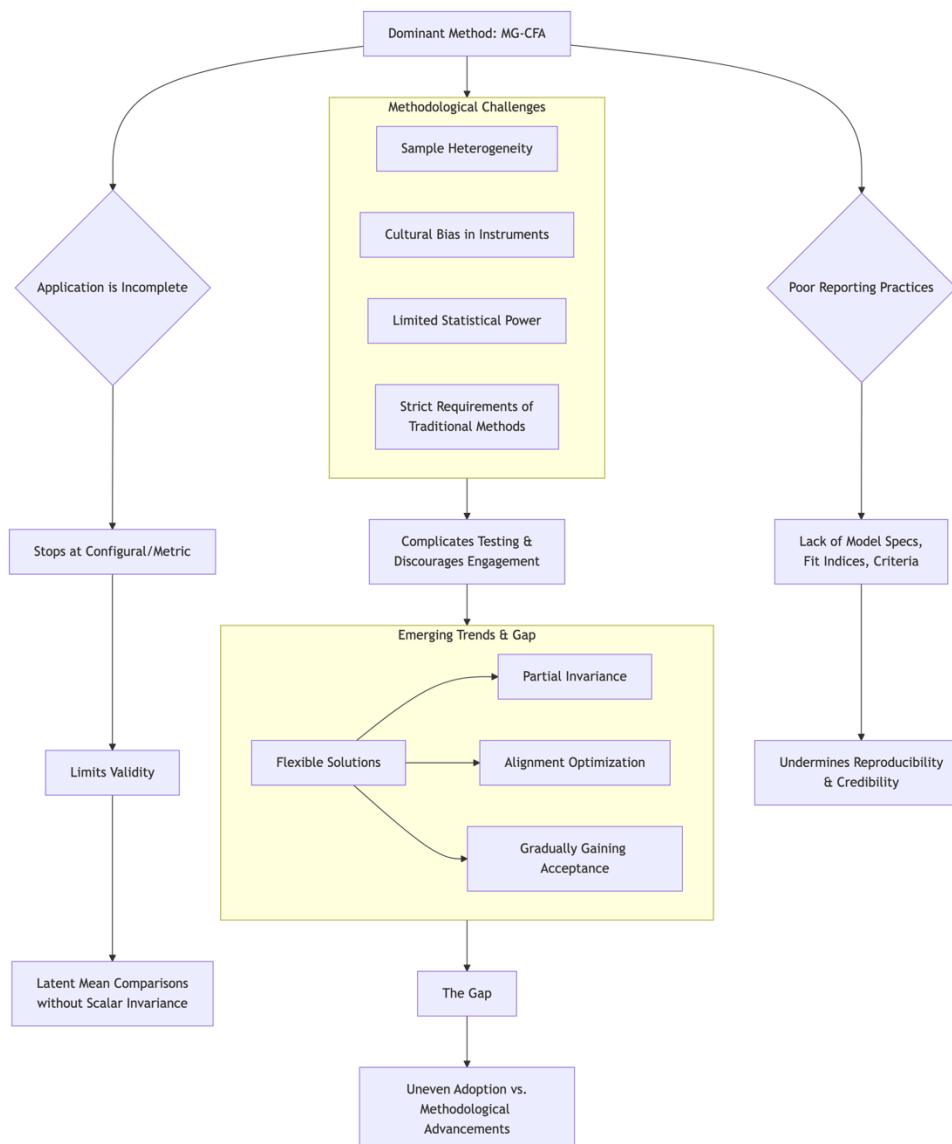 Dominant Method: MG-CFA
Methodological Challenges
Sample Heterogeneity
Cultural Bias in Instruments
Application is Incomplete
Poor Reporting Practices
Limited Statistical Power
Strict Requirements of
Traditional Methods
Stops at Configural/Metric
Complicates Testing &
Discourages Engagement
Lack of Model Specs,
Fit Indices, Criteria
Emerging Trends & Gap
Partial Invariance
Limits Validity
Flexible Solutions
Alignment Optimization
Undermines Reproducibility
& Credibility
Gradually Gaining
Acceptance
Latent Mean Comparisons
without Scalar Invariance
The Gap
Uneven Adoption vs.
Methodological
Advancements